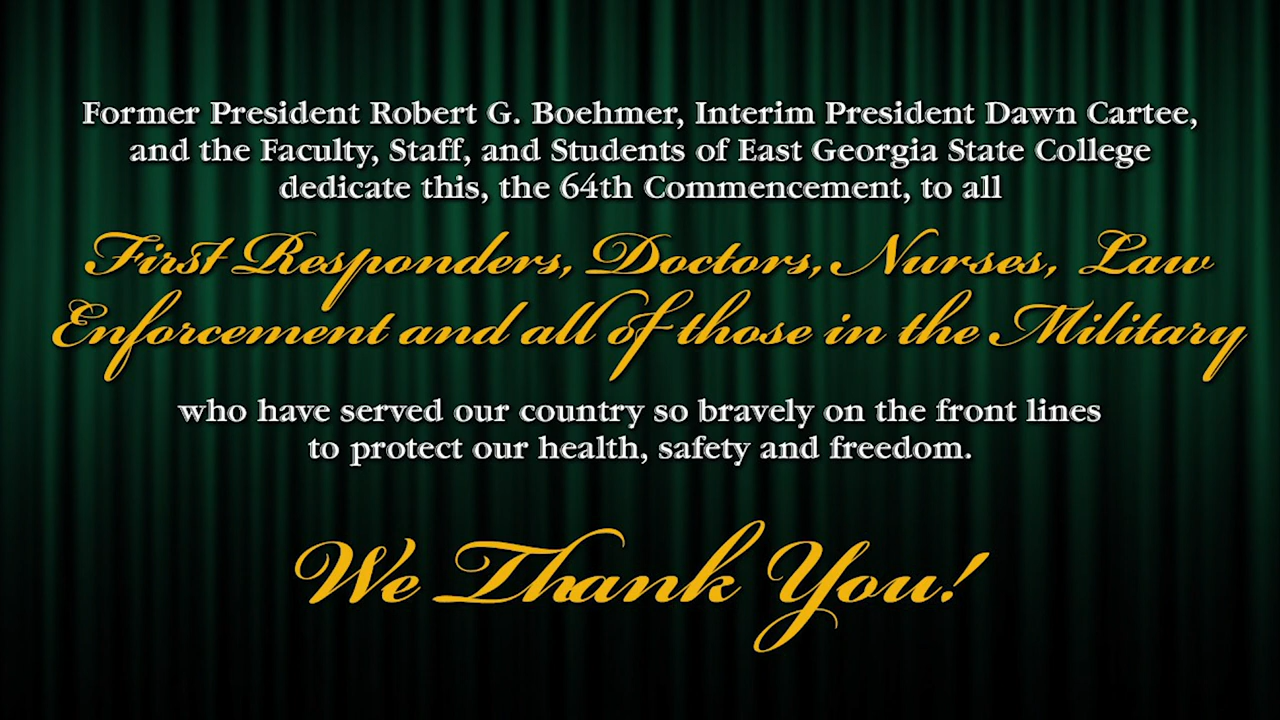 Former President Robert G. Boehmer, Interim President Dawn Cartee,
and the Faculty, Staff, and Students of East Georgia State College
dedicate this, the 64th Commencement, to all
First Responders, Doctors, Nurses, Law
Enforcement and all of those in the Military
who have served our country so bravely on the front lines
to protect our health, safety and freedom.
We Thank You!